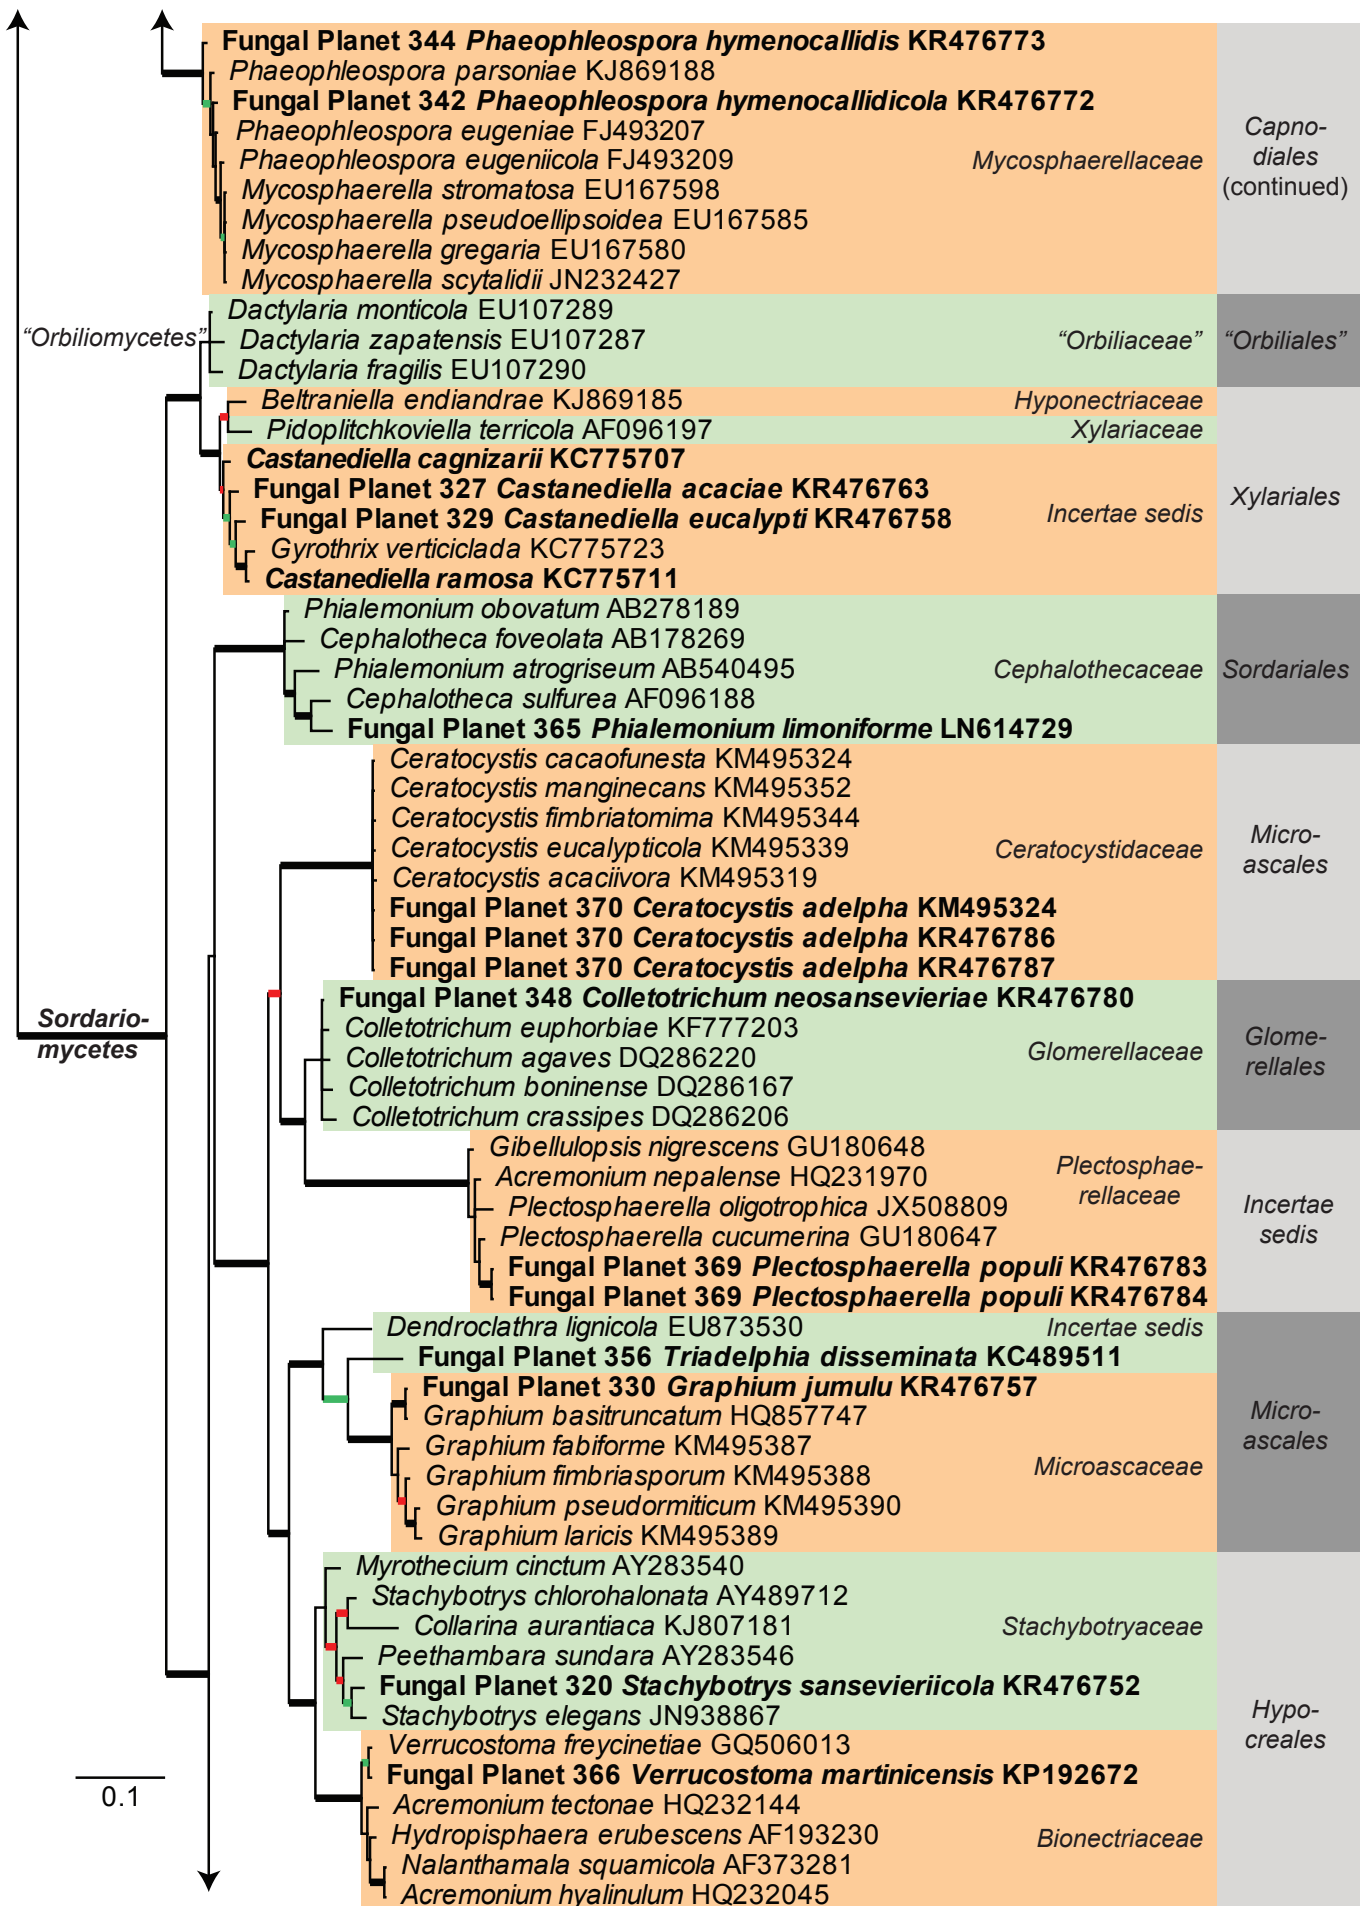 Fungal Planet 344 Phaeophleospora hymenocallidis KR476773
Phaeophleospora parsoniae KJ869188
Fungal Planet 342 Phaeophleospora hymenocallidicola KR476772
Phaeophleospora eugeniae FJ493207
Phaeophleospora eugeniicola FJ493209
Mycosphaerella stromatosa EU167598
Mycosphaerella pseudoellipsoidea EU167585
Mycosphaerella gregaria EU167580
Mycosphaerella scytalidii JN232427
Mycosphaerellaceae
Capno-
diales
(continued)
"Orbiliomycetes"
Dactylaria monticola EU107289
Dactylaria zapatensis EU107287
Dactylaria fragilis EU107290
"Orbiliaceae"
"Orbiliales"
Beltraniella endiandrae KJ869185
Hyponectriaceae
Pidoplitchkoviella terricola AF096197
Xylariaceae
Castanediella cagnizarii KC775707
Fungal Planet 327 Castanediella acaciae KR476763
Fungal Planet 329 Castanediella eucalypti KR476758
Gyrothrix verticiclada KC775723
Castanediella ramosa KC775711
Incertae sedis
Xylariales
Phialemonium obovatum AB278189
Cephalotheca foveolata AB178269
Phialemonium atrogriseum AB540495
Cephalotheca sulfurea AF096188
Fungal Planet 365 Phialemonium limoniforme LN614729
Cephalothecaceae
Sordariales
Ceratocystis cacaofunesta KM495324
Ceratocystis manginecans KM495352
Ceratocystis fimbriatomima KM495344
Ceratocystis eucalypticola KM495339
Ceratocystis acaciivora KM495319
Fungal Planet 370 Ceratocystis adelpha KM495324
Fungal Planet 370 Ceratocystis adelpha KR476786
Fungal Planet 370 Ceratocystis adelpha KR476787
Ceratocystidaceae
Micro-
ascales
Sordario-
mycetes
Fungal Planet 348 Colletotrichum neosansevieriae KR476780
Colletotrichum euphorbiae KF777203
Colletotrichum agaves DQ286220
Colletotrichum boninense DQ286167
Colletotrichum crassipes DQ286206
Glomerellaceae
Glome-
rellales
Gibellulopsis nigrescens GU180648
Acremonium nepalense HQ231970
Plectosphaerella oligotrophica JX508809
Plectosphaerella cucumerina GU180647
Fungal Planet 369 Plectosphaerella populi KR476783
Fungal Planet 369 Plectosphaerella populi KR476784
Plectosphae-
rellaceae
Incertae
sedis
Dendroclathra lignicola EU873530
Fungal Planet 356 Triadelphia disseminata KC489511
Incertae sedis
Fungal Planet 330 Graphium jumulu KR476757
Graphium basitruncatum HQ857747
Graphium fabiforme KM495387
Graphium fimbriasporum KM495388
Graphium pseudormiticum KM495390
Graphium laricis KM495389
Microascaceae
Micro-
ascales
Myrothecium cinctum AY283540
Stachybotrys chlorohalonata AY489712
Collarina aurantiaca KJ807181
Peethambara sundara AY283546
Fungal Planet 320 Stachybotrys sansevieriicola KR476752
Stachybotrys elegans JN938867
Stachybotryaceae
Verrucostoma freycinetiae GQ506013
Fungal Planet 366 Verrucostoma martinicensis KP192672
Acremonium tectonae HQ232144
Hydropisphaera erubescens AF193230
Nalanthamala squamicola AF373281
Acremonium hyalinulum HQ232045
Bionectriaceae
Hypo-
creales
0.1